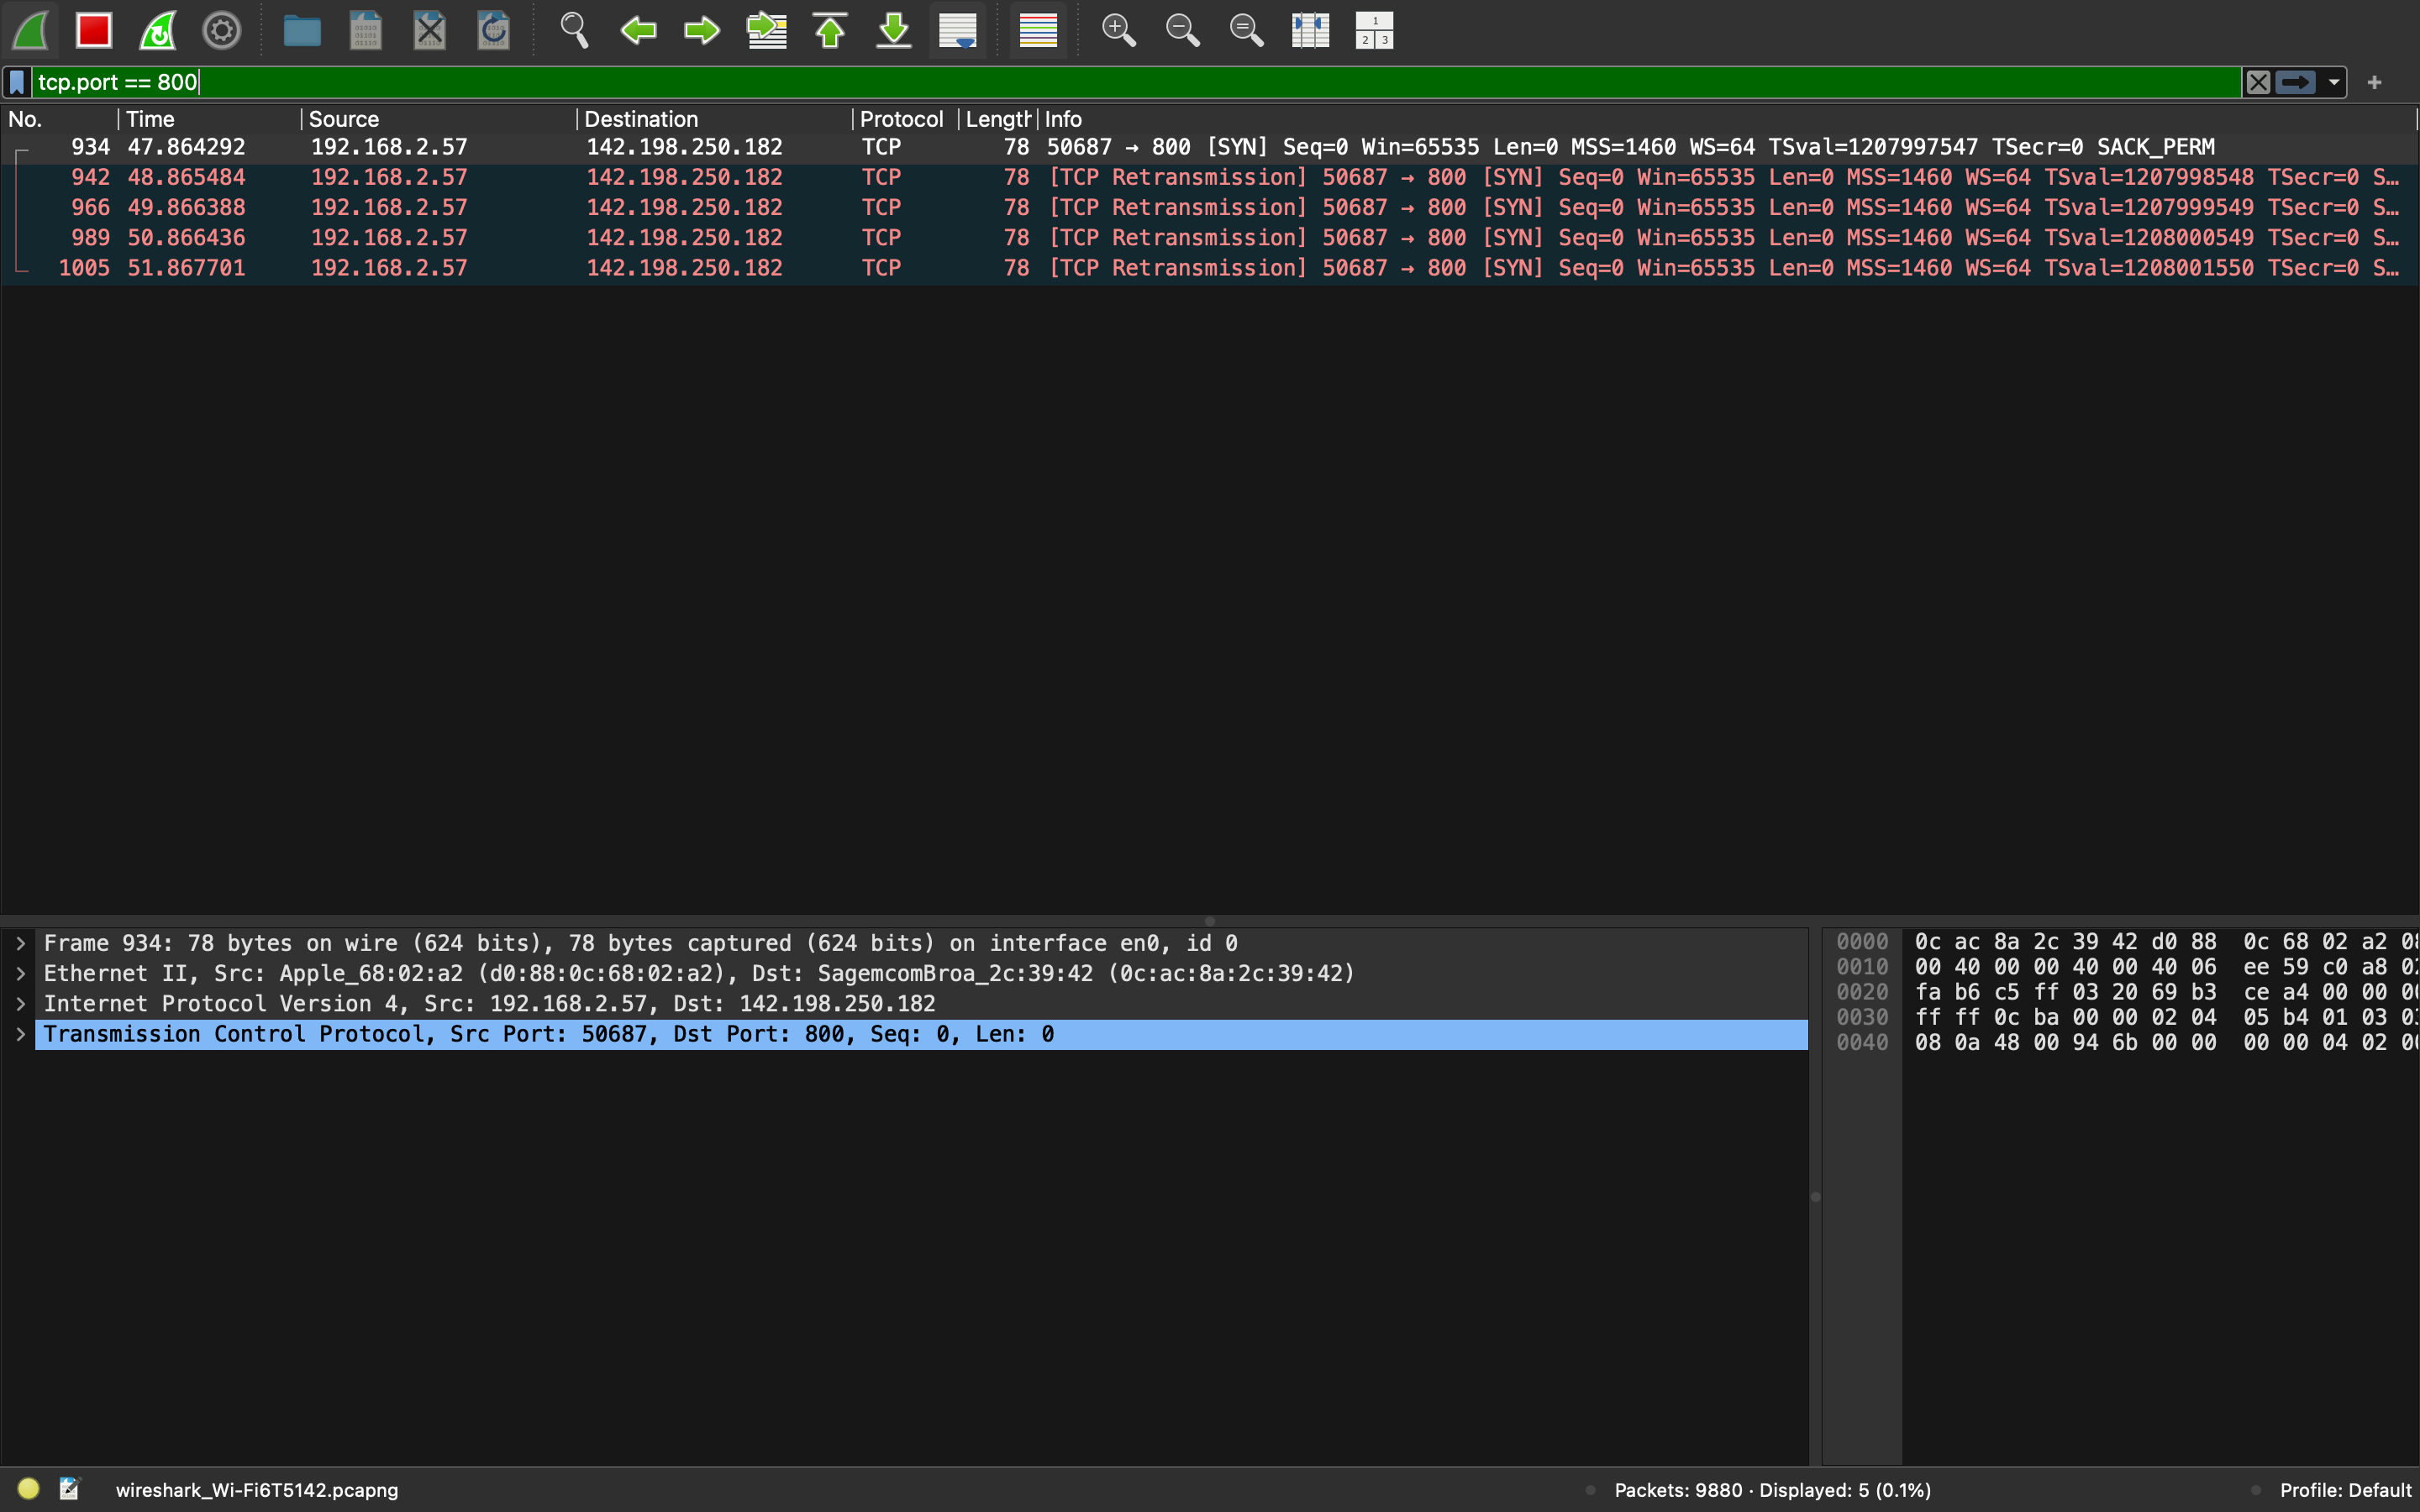 1
2 3
tcp.port == 800
No. Time Source Destination Protocol Length Info
934 47.864292 192.168.2.57 142.198.250.182 TCP 78 50687 → 800 [SYN] Seq=0 Win=65535 Len=0 MSS=1460 WS=64 TSval=1207997547 TSecr=0 SACK_PERM
942 48.865484 192.168.2.57 142.198.250.182 TCP 78 [TCP Retransmission] 50687 → 800 [SYN] Seq=0 Win=65535 Len=0 MSS=1460 WS=64 TSval=1207998548 TSecr=0 S…
966 49.866388 192.168.2.57 142.198.250.182 TCP 78 [TCP Retransmission] 50687 → 800 [SYN] Seq=0 Win=65535 Len=0 MSS=1460 WS=64 TSval=1207999549 TSecr=0 S…
989 50.866436 192.168.2.57 142.198.250.182 TCP 78 [TCP Retransmission] 50687 → 800 [SYN] Seq=0 Win=65535 Len=0 MSS=1460 WS=64 TSval=1208000549 TSecr=0 S…
1005 51.867701 192.168.2.57 142.198.250.182 TCP 78 [TCP Retransmission] 50687 → 800 [SYN] Seq=0 Win=65535 Len=0 MSS=1460 WS=64 TSval=1208001550 TSecr=0 S…
Frame 934: 78 bytes on wire (624 bits), 78 bytes captured (624 bits) on interface en0, id 0
Ethernet II, Src: Apple_68:02:a2 (d0:88:0c:68:02:a2), Dst: SagemcomBroa_2c:39:42 (0c:ac:8a:2c:39:42)
Internet Protocol Version 4, Src: 192.168.2.57, Dst: 142.198.250.182
Transmission Control Protocol, Src Port: 50687, Dst Port: 800, Seq: 0, Len: 0
0000 0c ac 8a 2c 39 42 d0 88 0c 68 02 a2
0010 00 40 00 00 40 00 40 06 ee 59 c0 a8
0020 fa b6 c5 ff 03 20 69 b3 ce a4 00 00
0030 ff ff 0c ba 00 00 02 04 05 b4 01 03
0040 08 0a 48 00 94 6b 00 00 00 00 04 02
wireshark_Wi-Fi6T5142.pcapng
Packets: 9880 · Displayed: 5 (0.1%)
Profile: Default